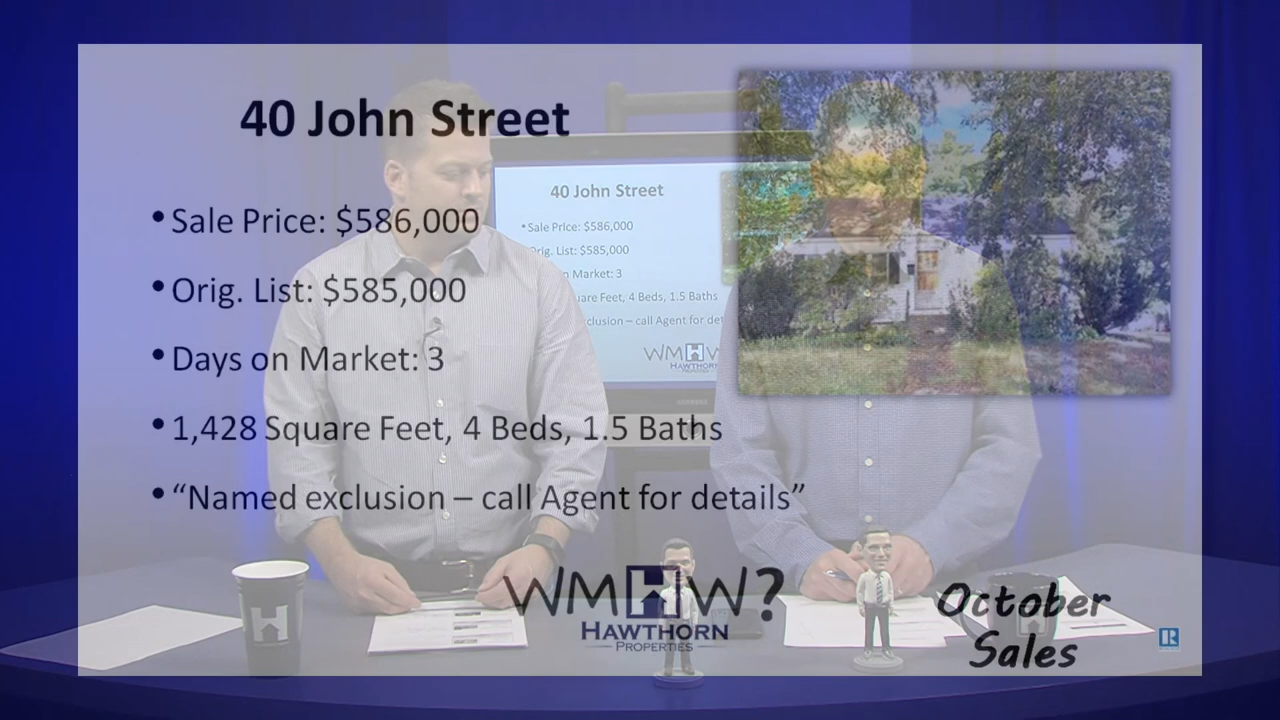 40 John Street
• Sale Price: $586,000
• Orig. List: $585,000
• Days on Market: 3
• 1,428 Square Feet, 4 Beds, 1.5 Baths
• “Named exclusion – call Agent for details”
WMHW?
HAWTHORN
PROPERTIES
October
Sales
40 John Street
• Sale Price: $586,000
Orig. List: $585,000
Market: 3
Feet, 4 Beds, 1.5 Baths
– call Agent for
WMHW
HAWTHORN
H
H
R